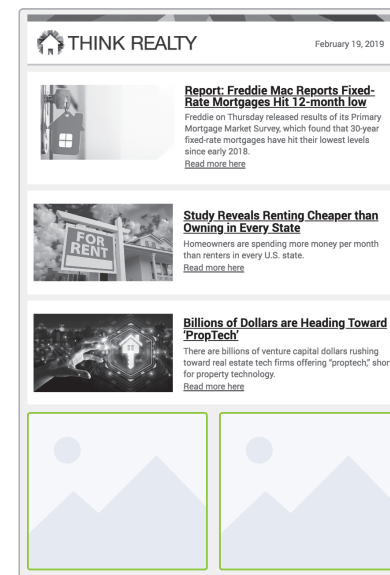 THINK REALTY
February 19, 2019
Report: Freddie Mac Reports Fixed-
Rate Mortgages Hit 12-month low
Freddie on Thursday released results of its Primary
Mortgage Market Survey, which found that 30-year
fixed-rate mortgages have hit their lowest levels
since early 2018.
Read more here
FOR
RENT
Study Reveals Renting Cheaper than
Owning in Every State
Homeowners are spending more money per month
than renters in every U.S. state.
Read more here
Billions of Dollars are Heading Toward
‘PropTech’
There are billions of venture capital dollars rushing
toward real estate tech firms offering “proptech,” shor
for property technology.
Read more here